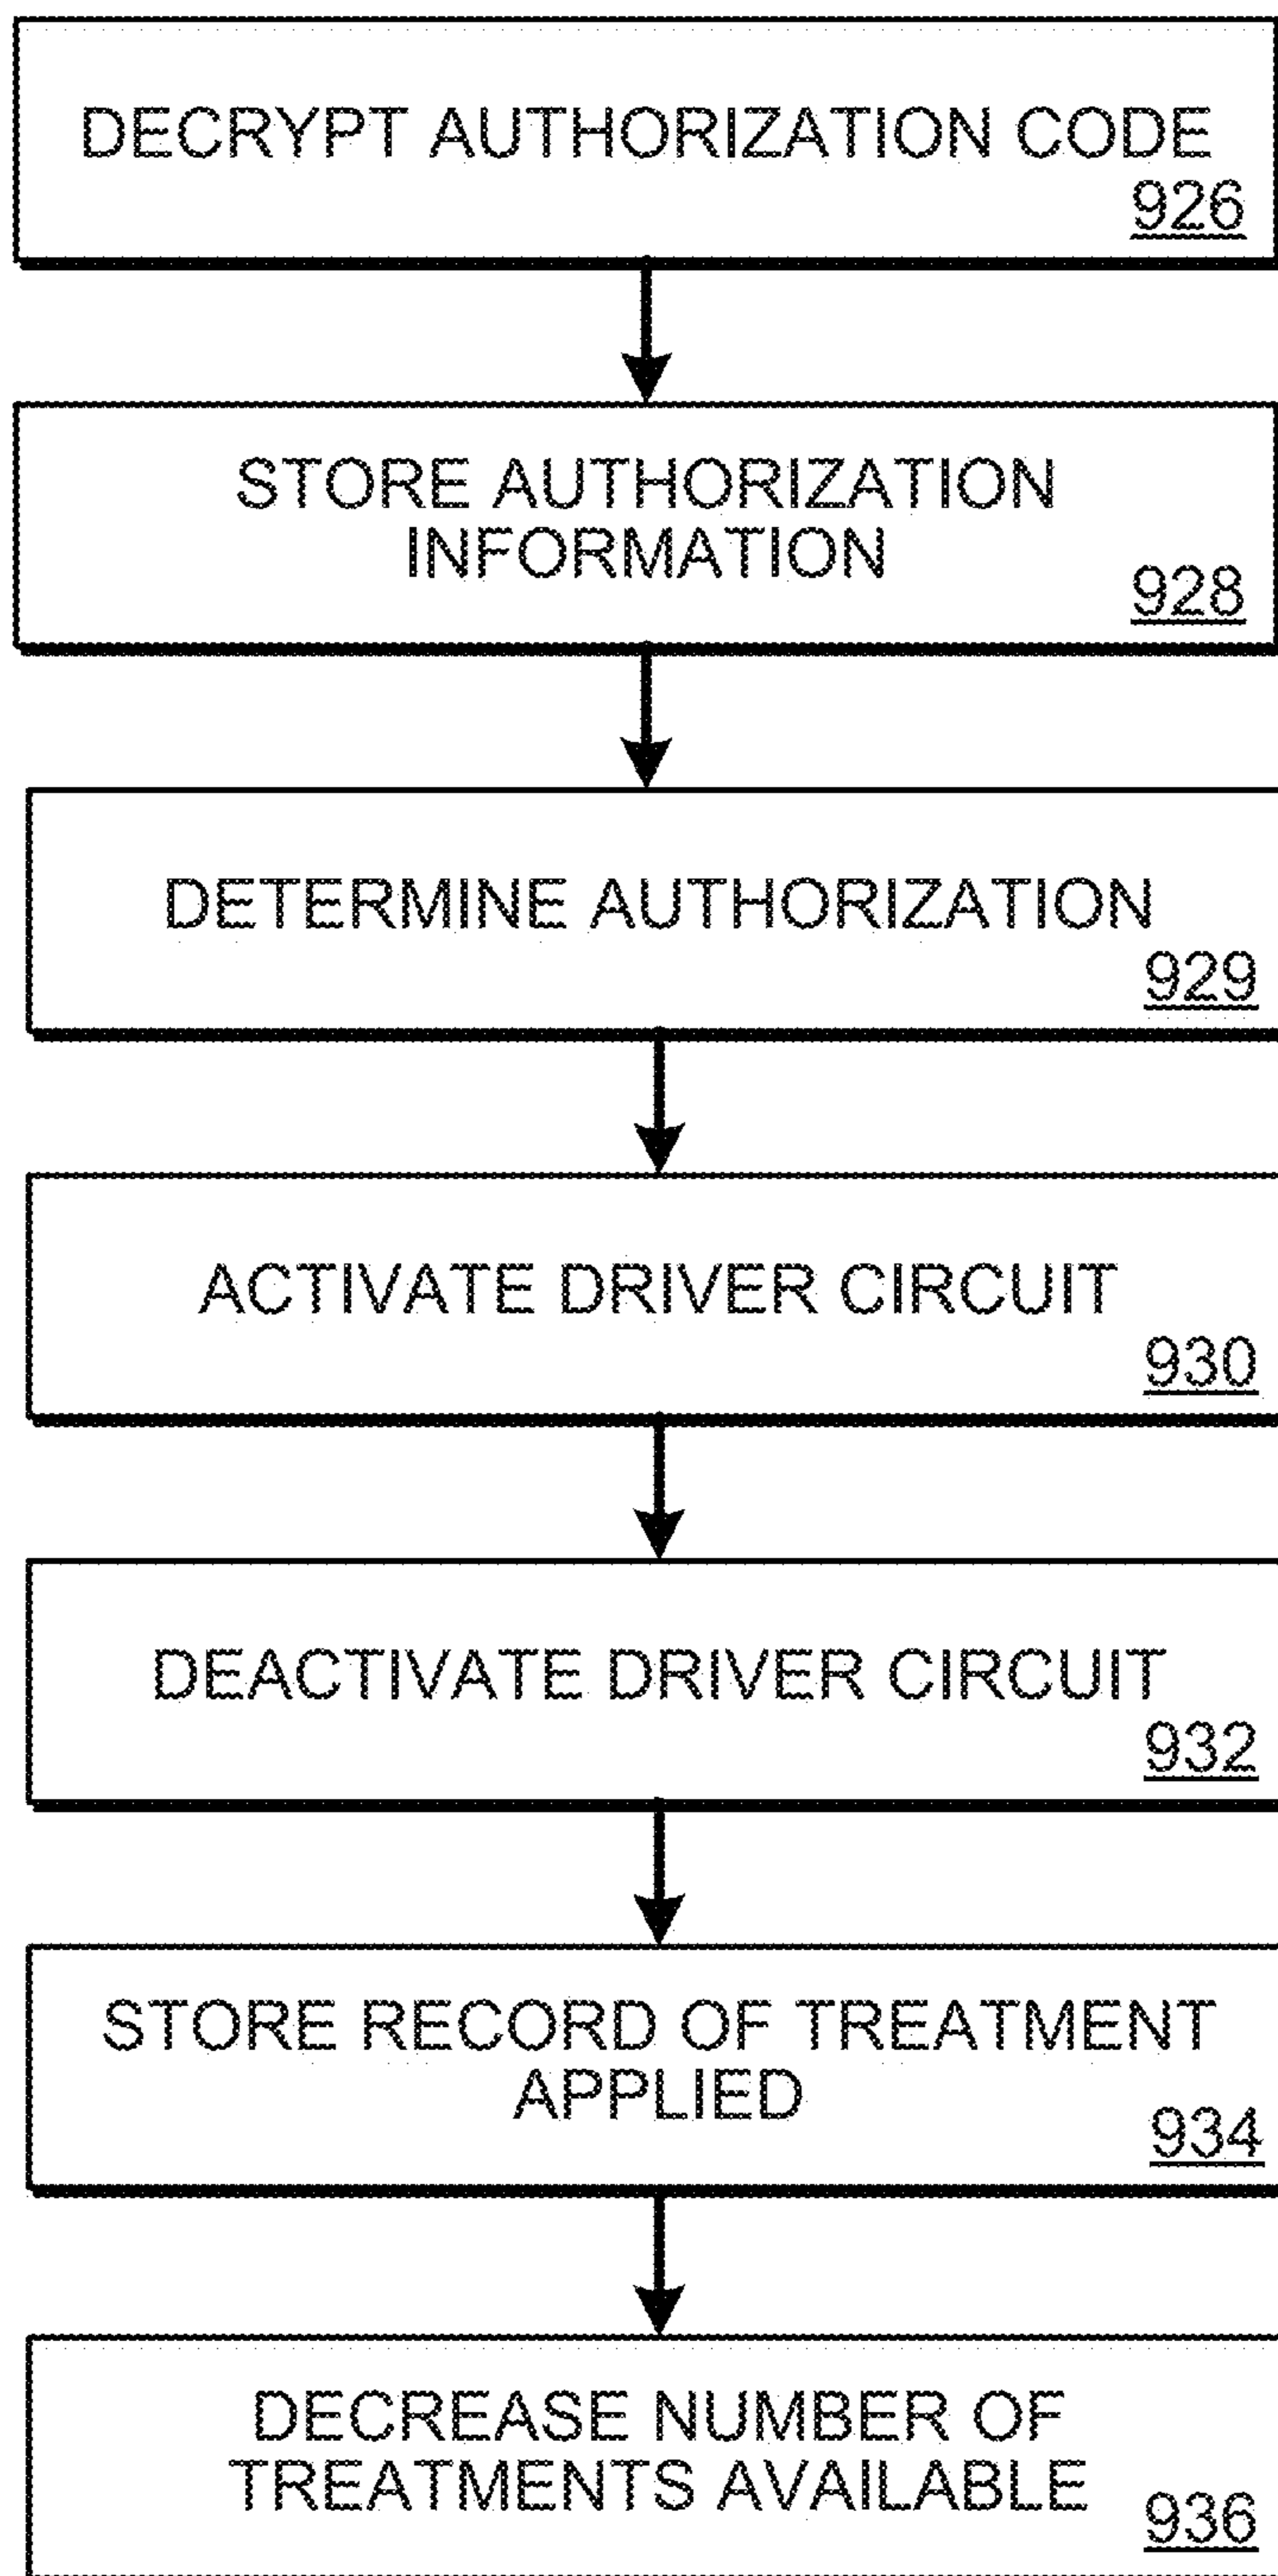 DECRYPT AUTHORIZATION CODE
926
STORE AUTHORIZATION
INFORMATION
928
DETERMINE AUTHORIZATION
929
ACTIVATE DRIVER CIRCUIT
930
DEACTIVATE DRIVER CIRCUIT
932
STORE RECORD OF TREATMENT
APPLIED
934
DECREASE NUMBER OF
TREATMENTS AVAILABLE
936